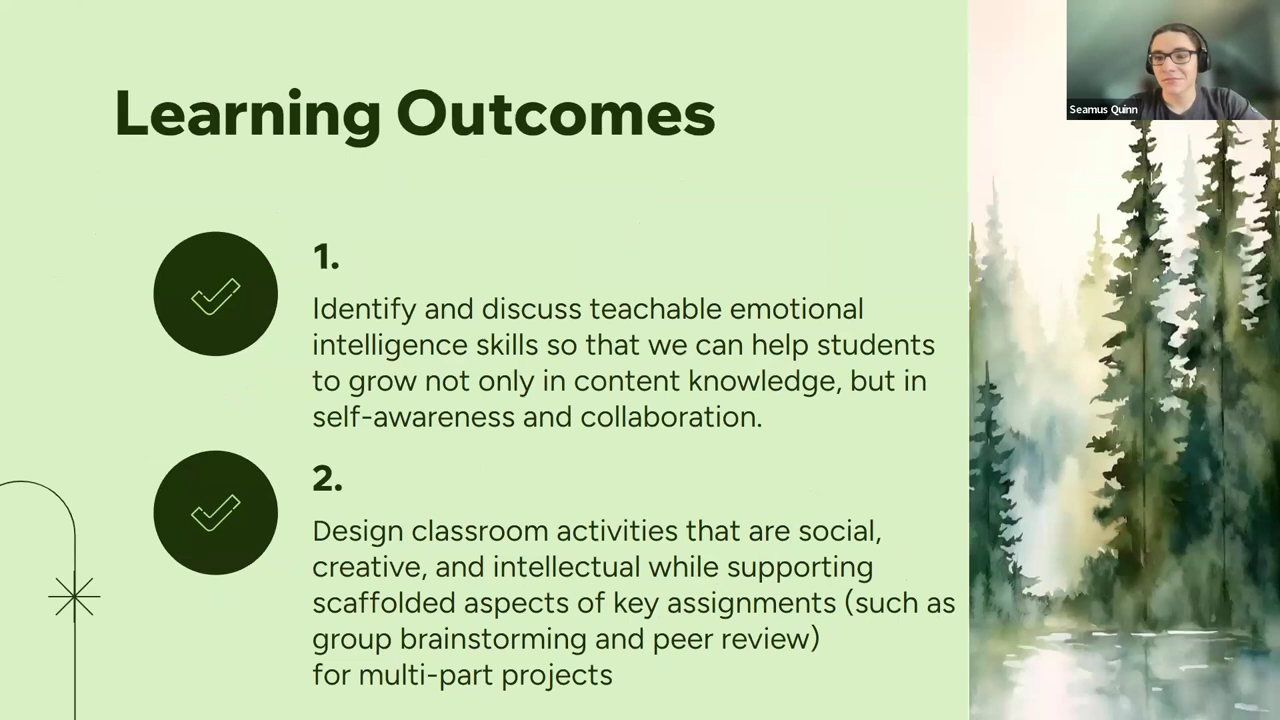 Learning Outcomes
Seamus Quinn
1.
Identify and discuss teachable emotional
intelligence skills so that we can help students
to grow not only in content knowledge, but in
self-awareness and collaboration.
2.
Design classroom activities that are social,
creative, and intellectual while supporting
scaffolded aspects of key assignments (such as
group brainstorming and peer review)
for multi-part projects